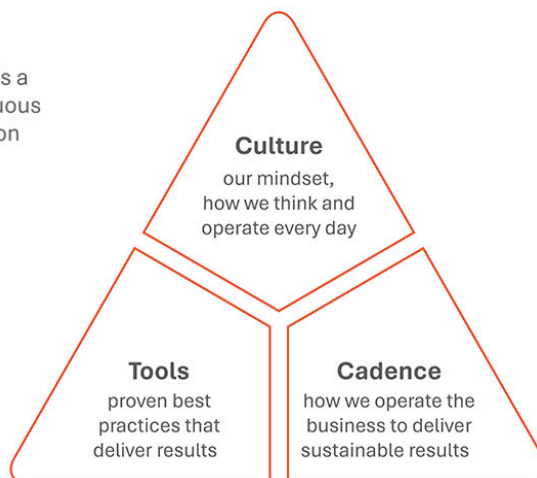 s a
uous
on
Culture
our mindset,
how we think and
operate every day
Tools
proven best
practices that
deliver results
Cadence
how we operate the
business to deliver
sustainable results